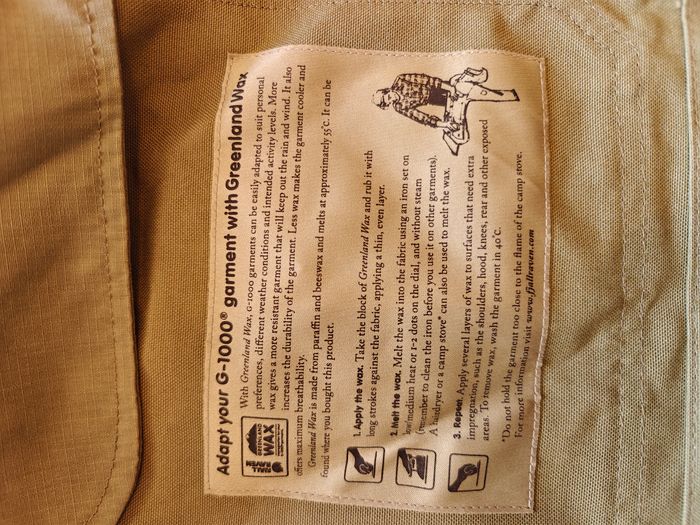 Adapt your G-1000® garment with Greenland Wax
With Greenland Wax, G-1000 garments can be easily adapted to suit personal
preferences, different weather conditions and intended activity levels. More
wax gives a more resistant garment that will keep out the rain and wind. It also
increases the durability of the garment. Less wax makes the garment cooler and
offers maximum breathability.
Greenland Wax is made from paraffin and beeswax and melts at approximately 55°C. It can be
found where you bought this product.
FJÄLL
RÄVEN
GREENLAND
WAX
1. Apply the wax. Take the block of Greenland Wax and rub it with
long strokes against the fabric, applying a thin, even layer.
2. Melt the wax. Melt the wax into the fabric using an iron set on
low/medium heat or 1-2 dots on the dial, and without steam
(remember to clean the iron before you use it on other garments).
A hairdryer or a camp stove* can also be used to melt the wax.
3. Repeat. Apply several layers of wax to surfaces that need extra
impregnation, such as the shoulders, hood, knees, rear and other exposed
areas. To remove wax, wash the garment in 40°C.
*Do not hold the garment too close to the flame of the camp stove.
For more information visit www.fjallraven.com